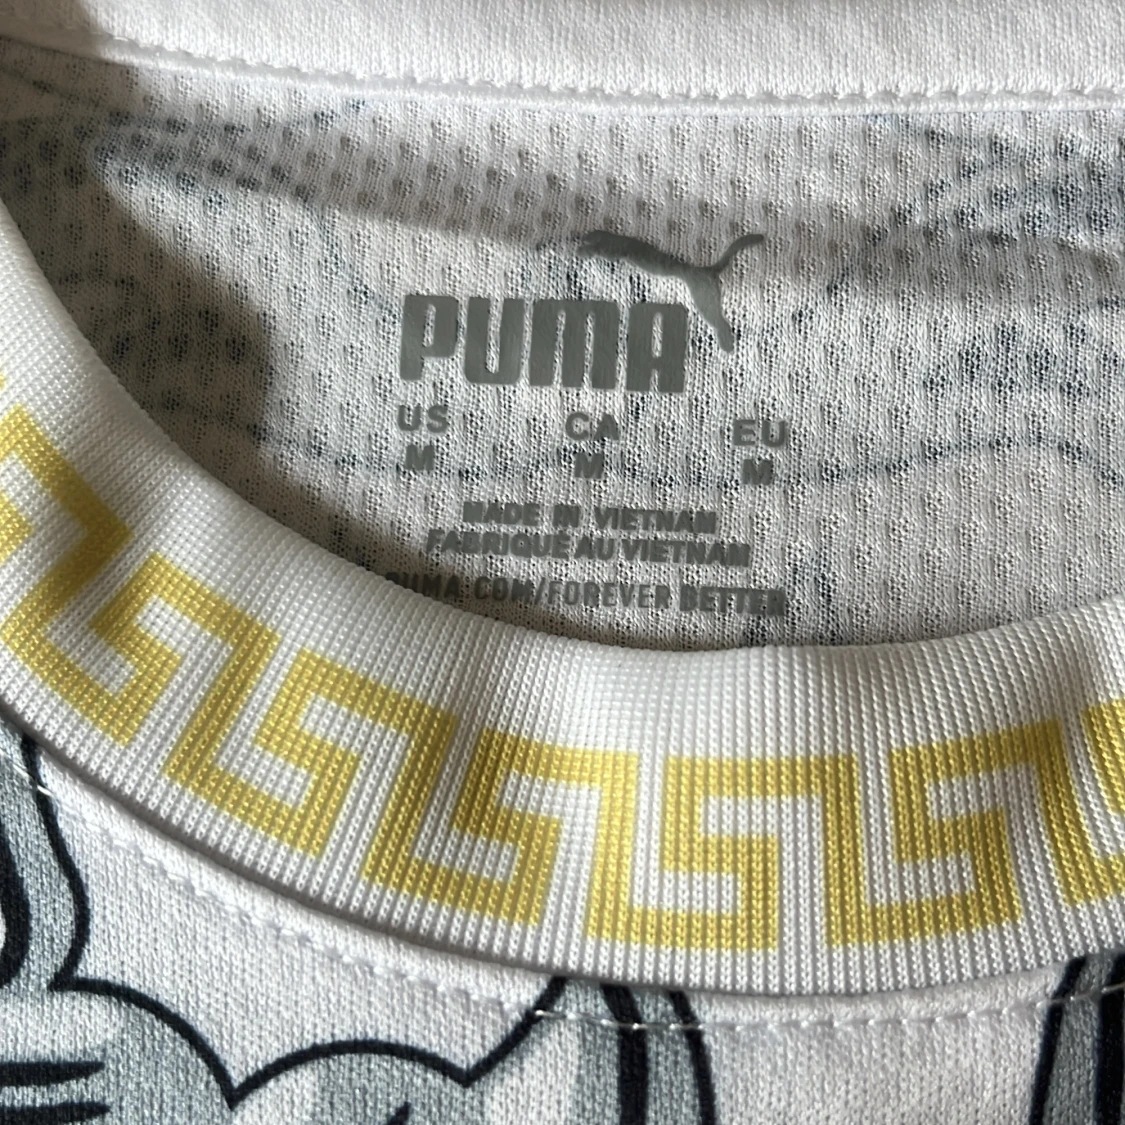 PUMA
US CA EU
M M M
MADE IN VIETNAM
FABRIQUÉ AU VIETNAM
PUMA.COM/FOREVER BETTER